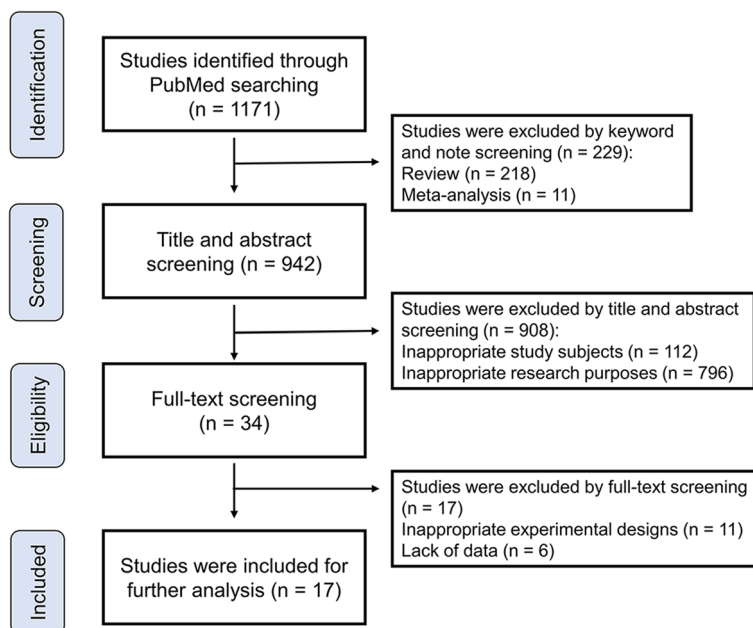 Identification
Studies identified through
PubMed searching
(n = 1171)
Studies were excluded by keyword
and note screening (n = 229):
Review (n = 218)
Meta-analysis (n = 11)
Screening
Title and abstract
screening (n = 942)
Studies were excluded by title and abstract
screening (n = 908):
Inappropriate study subjects (n = 112)
Inappropriate research purposes (n = 796)
Eligibility
Full-text screening
(n = 34)
Studies were excluded by full-text screening
(n = 17)
Inappropriate experimental designs (n = 11)
Lack of data (n = 6)
Included
Studies were included for
further analysis (n = 17)